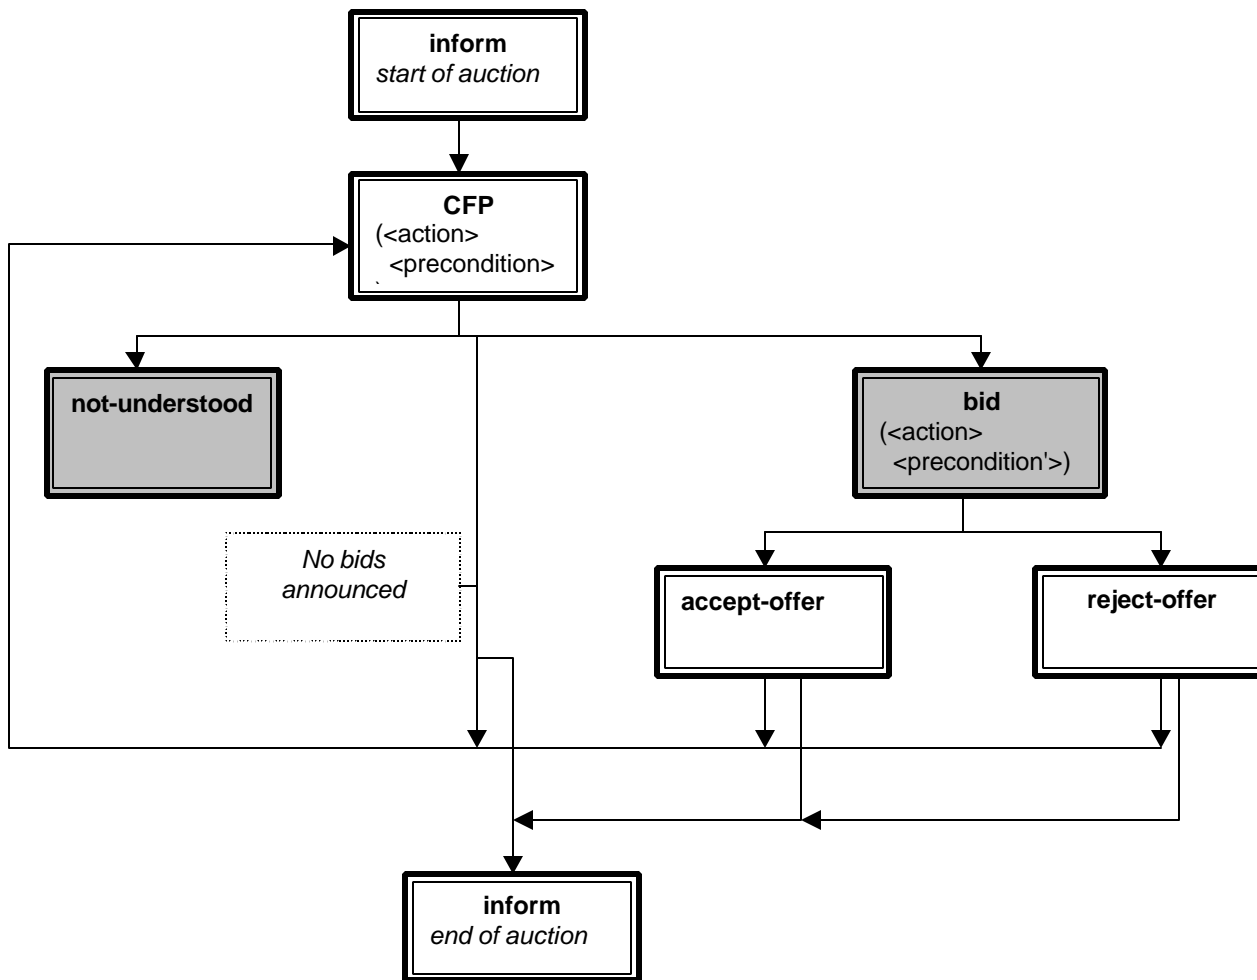 inform
start of auction
CFP
(<action>
<precondition>
not-understood
bid
(<action>
<precondition'>)
No bids
announced
accept-offer
reject-offer
inform
end of auction